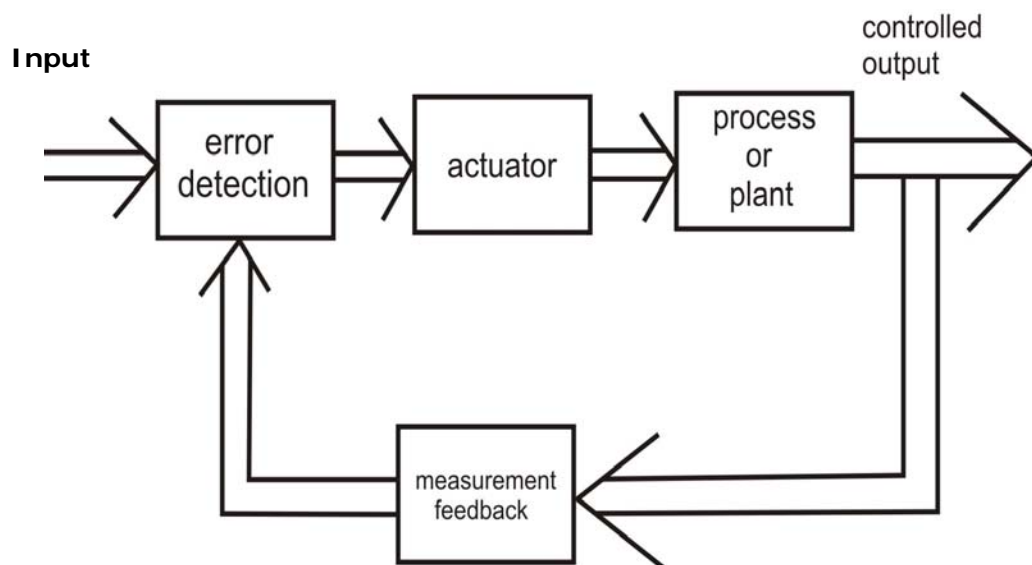 Input
controlled
output
error
detection
actuator
process
or
plant
measurement
feedback